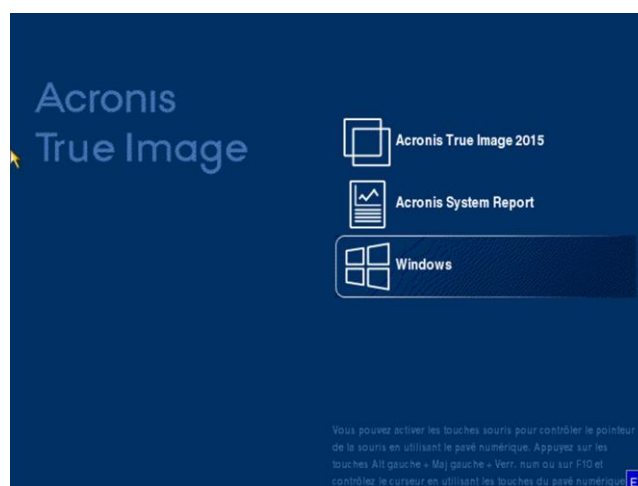 Acronis
True Image
Acronis True Image 2015
Acronis System Report
Windows
Vous pouvez activer les touches souris pour contrôler le pointeur
de la souris en utilisant le pavé numérique. Appuyez sur les
touches Alt gauche + Maj gauche + Verr. num ou sur F10 et
contrôlez le curseur en utilisant les touches du pavé numérique